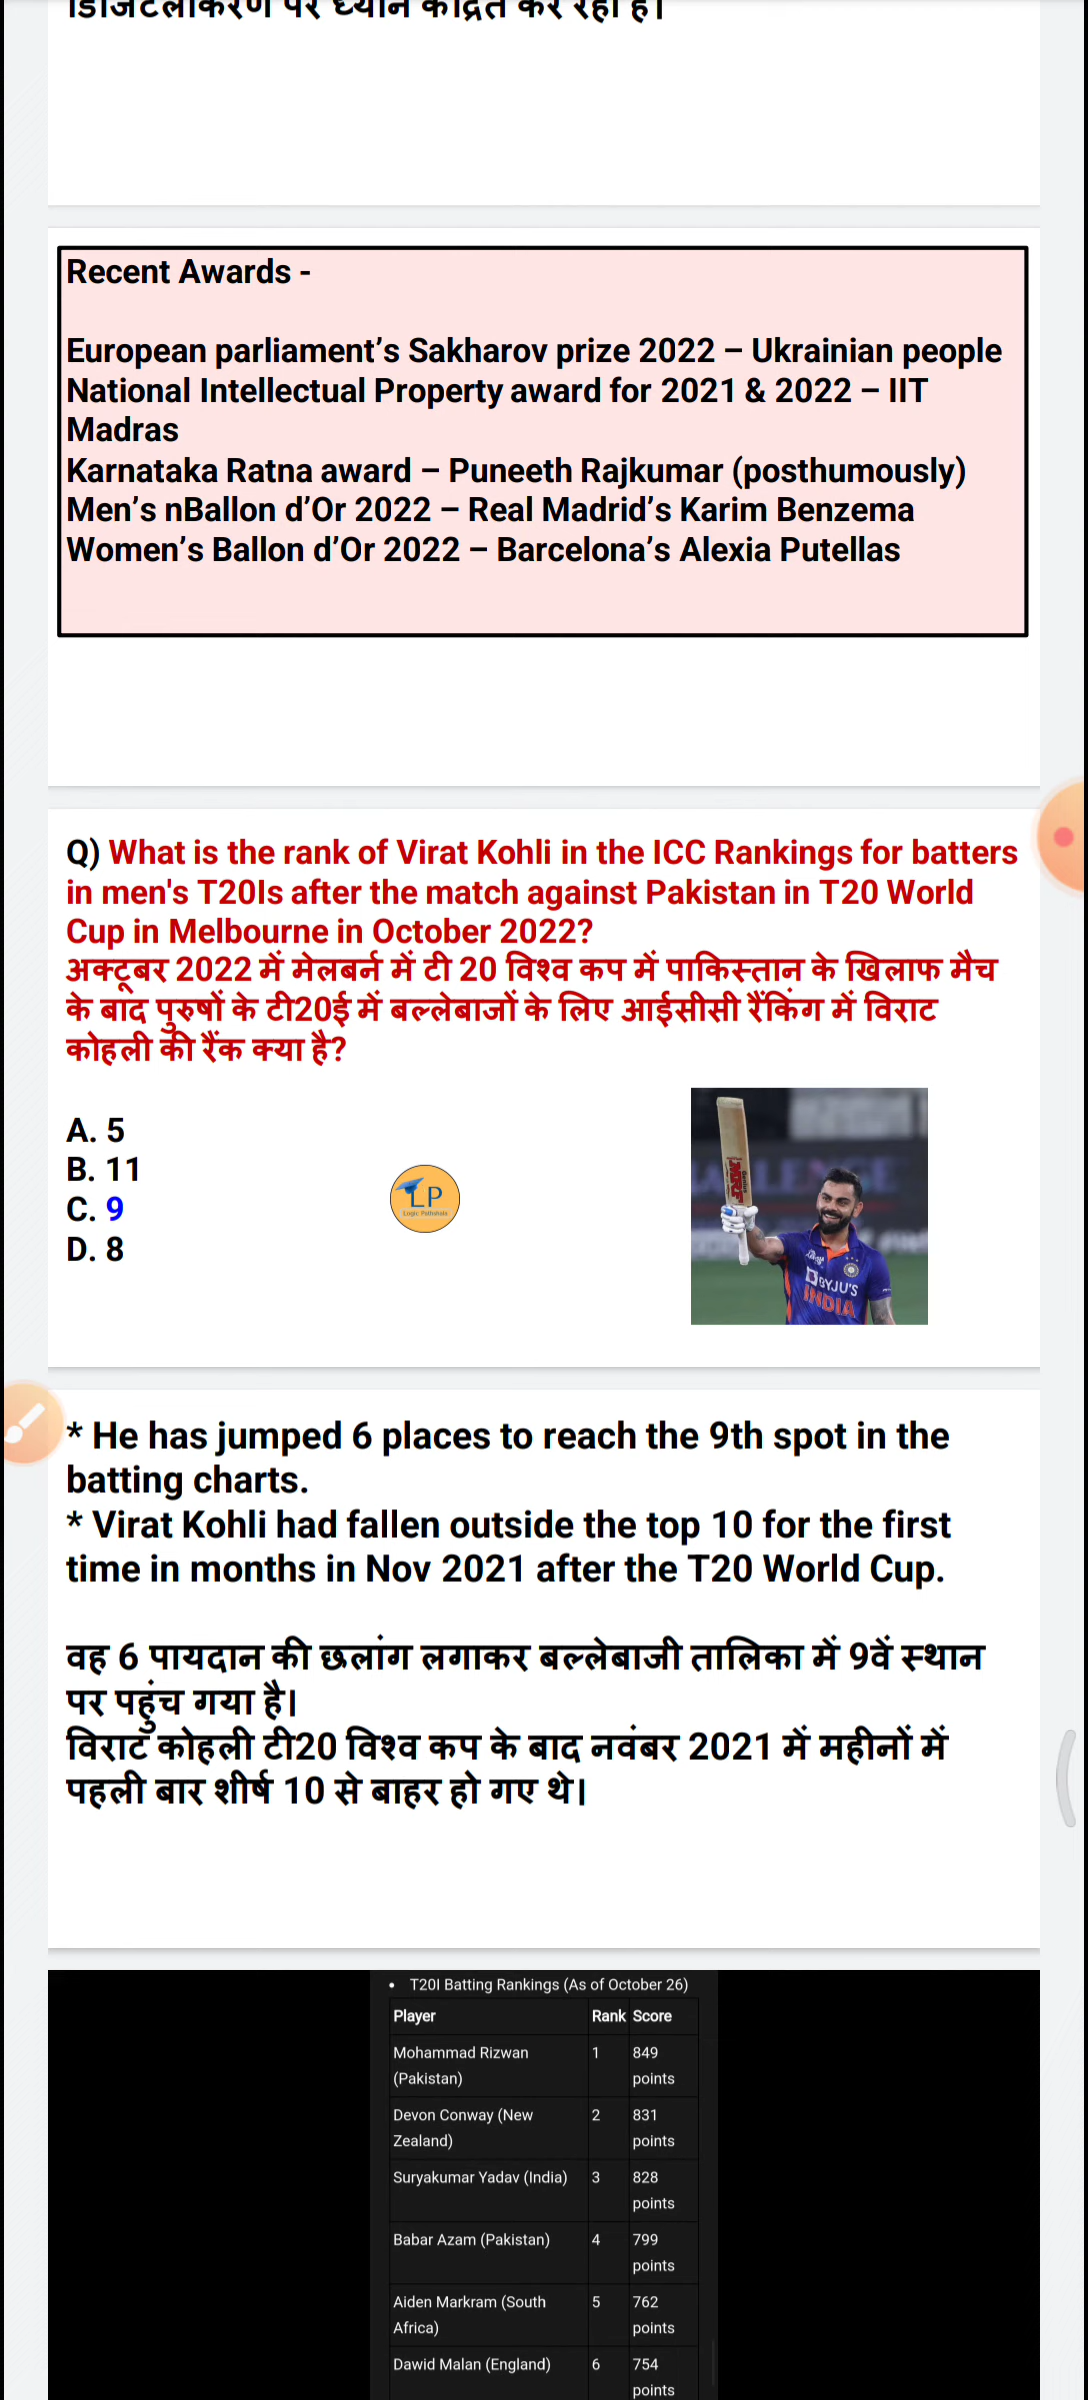 डिजिटलीकरण पर ध्यान केंद्रित कर रहा है।
Recent Awards -
European parliament’s Sakharov prize 2022 – Ukrainian people
National Intellectual Property award for 2021 & 2022 – IIT
Madras
Karnataka Ratna award – Puneeth Rajkumar (posthumously)
Men’s nBallon d’Or 2022 – Real Madrid’s Karim Benzema
Women’s Ballon d’Or 2022 – Barcelona’s Alexia Putellas
Q) What is the rank of Virat Kohli in the ICC Rankings for batters
in men's T20Is after the match against Pakistan in T20 World
Cup in Melbourne in October 2022?
अक्टूबर 2022 में मेलबर्न में टी 20 विश्व कप में पाकिस्तान के खिलाफ मैच
के बाद पुरुषों के टी20ई में बल्लेबाजों के लिए आईसीसी रैंकिंग में विराट
कोहली की रैंक क्या है?
A. 5
B. 11
C. 9
D. 8
LP
Logic Pathshala
BYJU'S
INDIA
* He has jumped 6 places to reach the 9th spot in the
batting charts.
* Virat Kohli had fallen outside the top 10 for the first
time in months in Nov 2021 after the T20 World Cup.
वह 6 पायदान की छलांग लगाकर बल्लेबाजी तालिका में 9वें स्थान
पर पहुंच गया है।
विराट कोहली टी20 विश्व कप के बाद नवंबर 2021 में महीनों में
पहली बार शीर्ष 10 से बाहर हो गए थे।
• T20I Batting Rankings (As of October 26)
Player Rank Score
Mohammad Rizwan 1 849
(Pakistan) points
Devon Conway (New 2 831
Zealand) points
Suryakumar Yadav (India) 3 828
points
Babar Azam (Pakistan) 4 799
points
Aiden Markram (South 5 762
Africa) points
Dawid Malan (England) 6 754
points